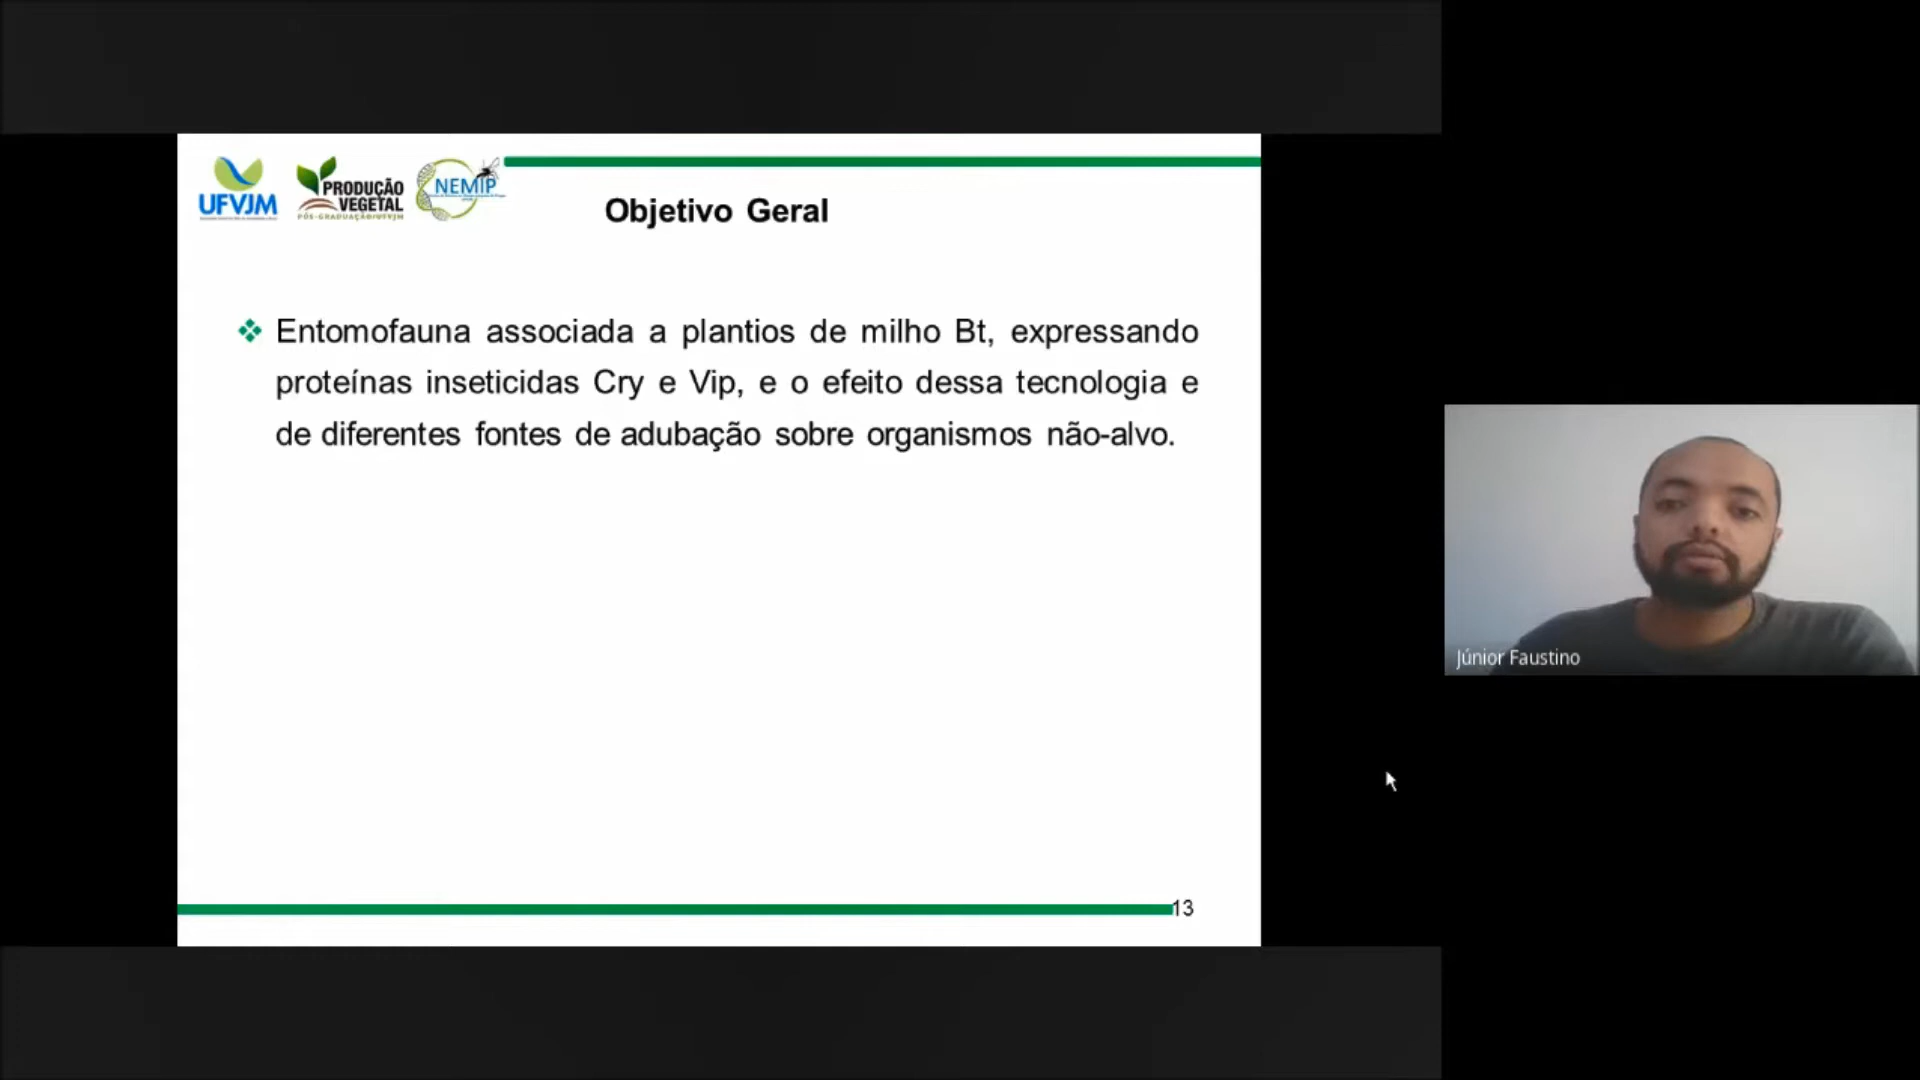 UFVJM
PRODUÇÃO
VEGETAL
PÓS-GRADUAÇÃO/UFVJM
NEMIP
Objetivo Geral
Entomofauna associada a plantios de milho Bt, expressando
proteínas inseticidas Cry e Vip, e o efeito dessa tecnologia e
de diferentes fontes de adubação sobre organismos não-alvo.
13
Júnior Faustino